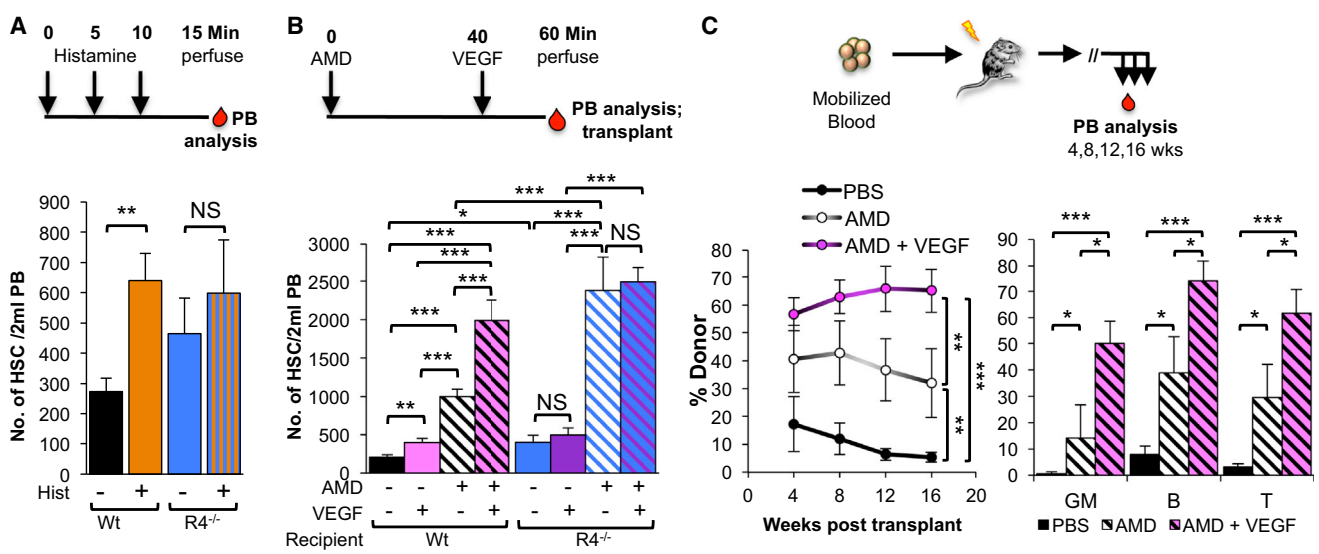 A
0 5 10 15 Min
Histamine perfuse
PB
analysis
No. of HSC /2ml PB
900
800
700
600
500
400
300
200
100
0
** NS
Hist - + - +
Wt R4-/-
B
0 40 60 Min
AMD VEGF perfuse
PB analysis;
transplant
No. of HSC/2ml PB
3000
2500
2000
1500
1000
500
0
***
***
* ***
*** *** NS
***
***
***
***
** NS
AMD - - + + - - + +
VEGF - + - + - + - +
Recipient Wt R4-/-
C
Mobilized
Blood
//
PB analysis
4,8,12,16 wks
PBS
AMD
AMD + VEGF
% Donor
80
70
60
50
40
30
20
10
0
0 4 8 12 16 20
Weeks post transplant
**
**
***
90
80
70
60
50
40
30
20
10
0
*** *** ***
* * *
* * *
GM B T
PBS AMD AMD + VEGF